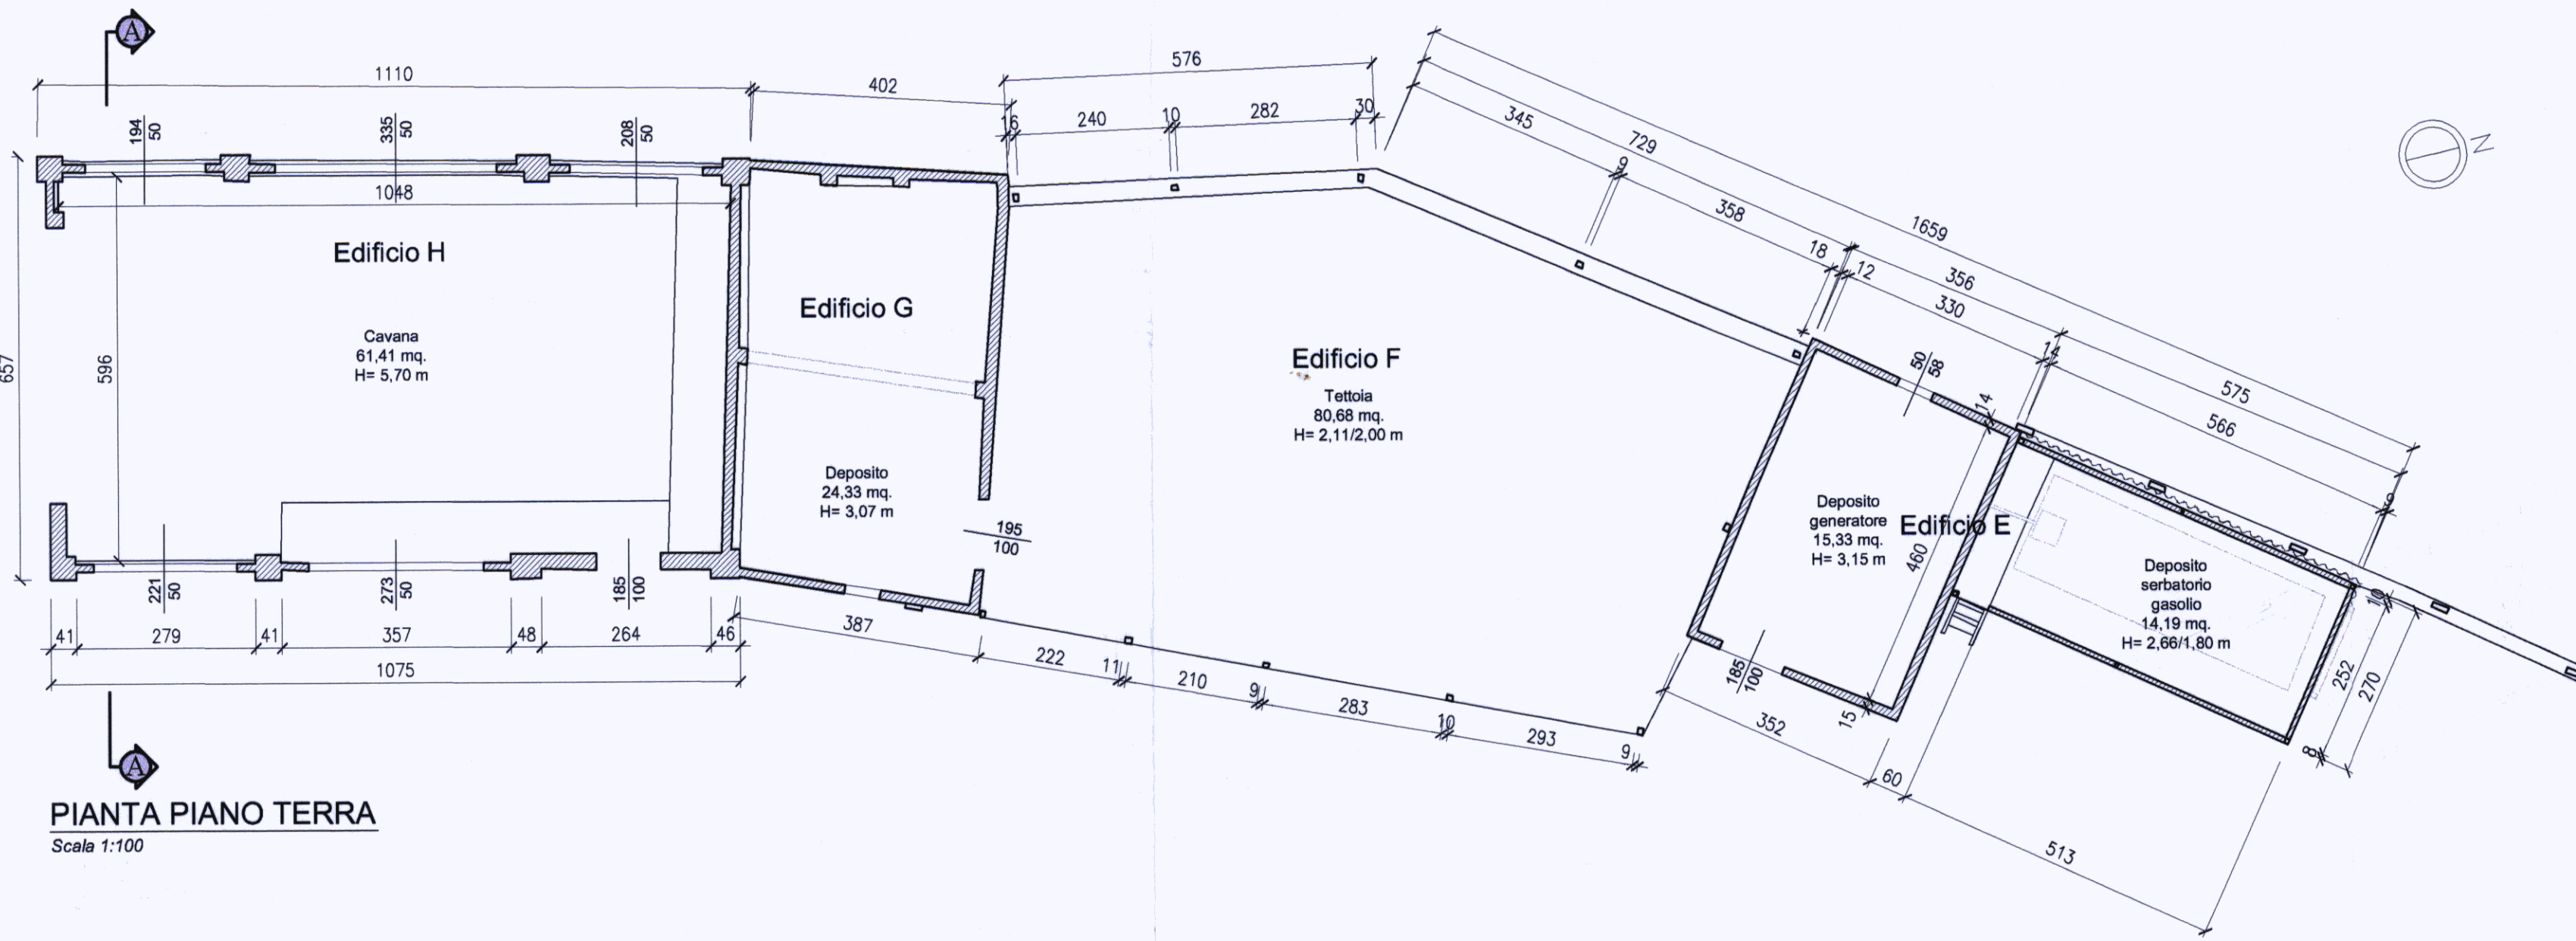 A
1110
402
576
16
240
10
282
30
345
9
729
358
18
12
1659
356
330
14
575
566
9
N
194
50
335
50
208
50
1048
657
596
Edificio H
Cavana
61,41 mq.
H= 5,70 m
Edificio G
Deposito
24,33 mq.
H= 3,07 m
195
100
Edificio F
Tettoia
80,68 mq.
H= 2,11/2,00 m
50
58
14
Deposito
generatore
15,33 mq.
H= 3,15 m
Edificio E
460
Deposito
serbatorio
gasolio
14,19 mq.
H= 2,66/1,80 m
10
252
270
8
221
50
273
50
185
100
185
100
15
41
279
41
357
48
264
46
1075
387
222
11
210
9
283
10
293
9
352
60
513
A
PIANTA PIANO TERRA
Scala 1:100